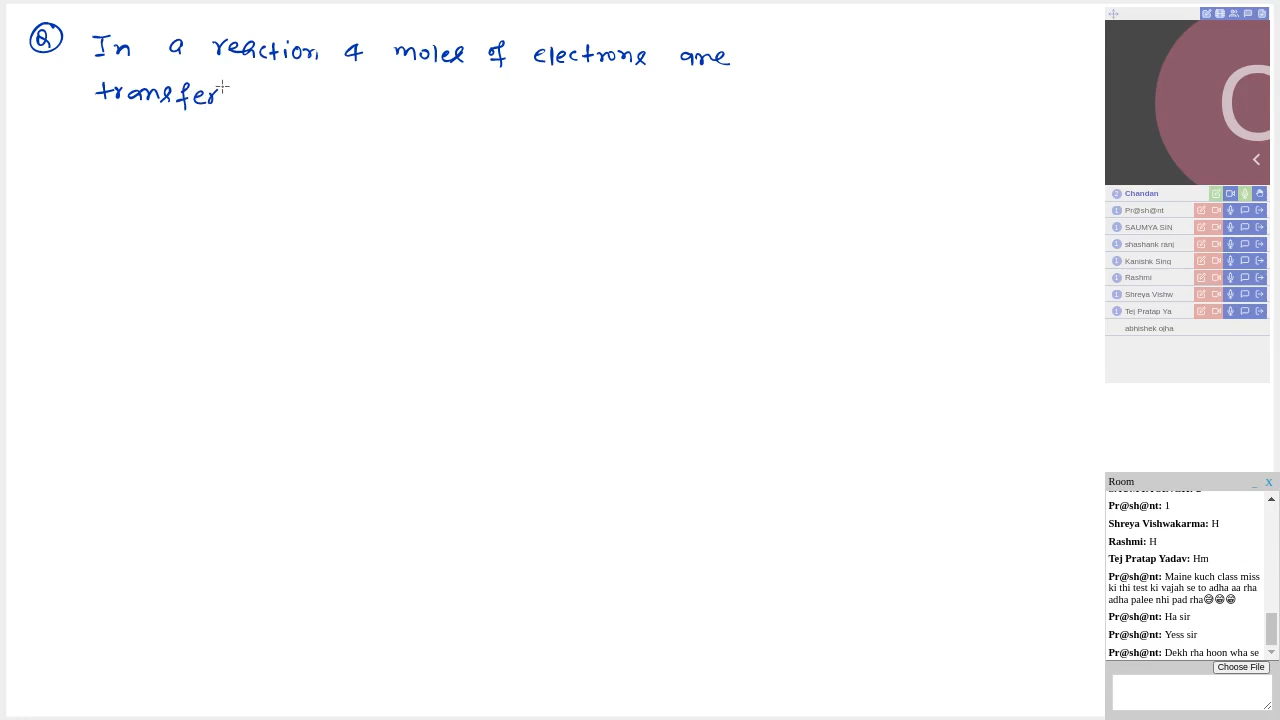 Q In a reaction, 4 moles of electrons are
transfer
Chandan
Pr@sh@nt
SAUMYA SIN
shashank ranj
Kanishk Sing
Rashmi
Shreya Vishw
Tej Pratap Ya
abhishek ojha
Room _ X
Pr@sh@nt: 1
Shreya Vishwakarma: H
Rashmi: H
Tej Pratap Yadav: Hm
Pr@sh@nt: Maine kuch class miss
ki thi test ki vajah se to adha aa rha
adha palee nhi pad rha😅😁😁
Pr@sh@nt: Ha sir
Pr@sh@nt: Yess sir
Pr@sh@nt: Dekh rha hoon wha se
Choose File